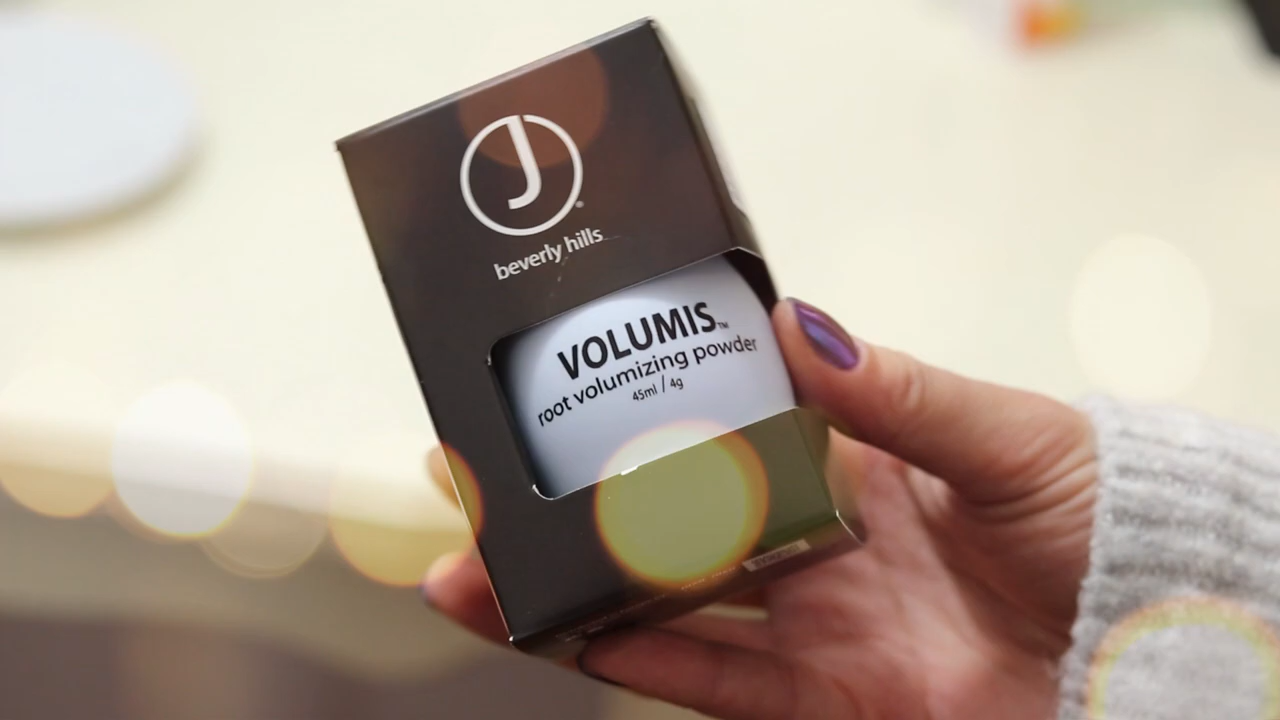 J®
beverly hills
VOLUMIS™
root volumizing powder
45ml / 4g